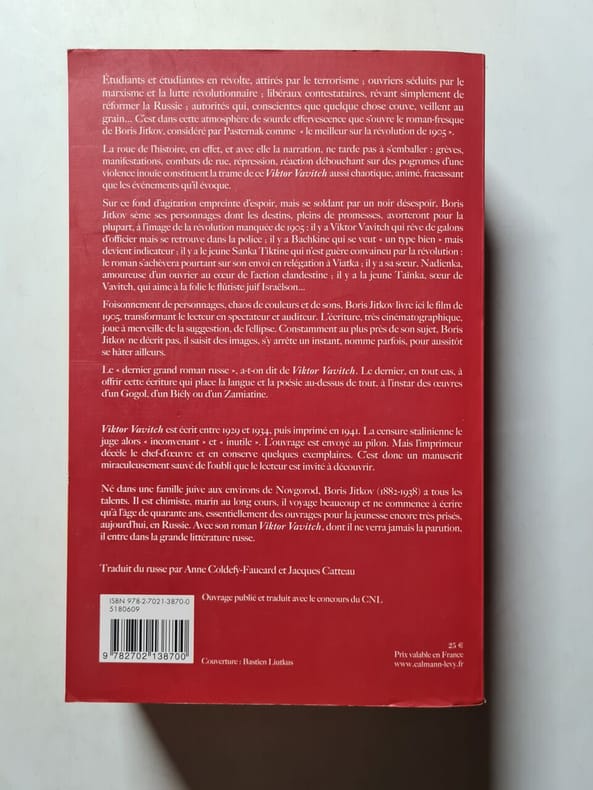 Étudiants et étudiantes en révolte, attirés par le terrorisme ; ouvriers séduits par le
marxisme et la lutte révolutionnaire ; libéraux contestataires, rêvant simplement de
réformer la Russie ; autorités qui, conscientes que quelque chose couve, veillent au
grain... C'est dans cette atmosphère de sourde effervescence que s'ouvre le roman-fresque
de Boris Jitkov, considéré par Pasternak comme « le meilleur sur la révolution de 1905 ».
La roue de l'histoire, en effet, et avec elle la narration, ne tarde pas à s'emballer : grèves,
manifestations, combats de rue, répression, réaction débouchant sur des pogromes d'une
violence inouïe constituent la trame de ce Viktor Vavitch aussi chaotique, animé, fracassant
que les événements qu'il évoque.
Sur ce fond d'agitation empreinte d'espoir, mais se soldant par un noir désespoir, Boris
Jitkov sème ses personnages dont les destins, pleins de promesses, avorteront pour la
plupart, à l'image de la révolution manquée de 1905 : il y a Viktor Vavitch qui rêve de galons
d'officier mais se retrouve dans la police ; il y a Bachkine qui se veut « un type bien » mais
devient indicateur ; il y a le jeune Sanka Tiktine qui n'est guère convaincu par la révolution :
le roman s'achèvera pourtant sur son envoi en relégation à Viatka ; il y a sa sœur, Nadienka,
amoureuse d'un ouvrier au cœur de l'action clandestine ; il y a la jeune Taïnka, sœur de
Vavitch, qui aime à la folie le flûtiste juif Israëlson...
Foisonnement de personnages, chaos de couleurs et de sons, Boris Jitkov livre ici le film de
1905, transformant le lecteur en spectateur et auditeur. L'écriture, très cinématographique,
joue à merveille de la suggestion, de l'ellipse. Constamment au plus près de son sujet, Boris
Jitkov ne décrit pas, il saisit des images, s'y arrête un instant, nomme parfois, pour aussitôt
se hâter ailleurs.
Le « dernier grand roman russe », a-t-on dit de Viktor Vavitch. Le dernier, en tout cas, à
offrir cette écriture qui place la langue et la poésie au-dessus de tout, à l'instar des œuvres
d'un Gogol, d'un Biély ou d'un Zamiatine.
Viktor Vavitch est écrit entre 1929 et 1934, puis imprimé en 1941. La censure stalinienne le
juge alors « inconvenant » et « inutile ». L'ouvrage est envoyé au pilon. Mais l'imprimeur
décèle le chef-d'œuvre et en conserve quelques exemplaires. C'est donc un manuscrit
miraculeusement sauvé de l'oubli que le lecteur est invité à découvrir.
Né dans une famille juive aux environs de Novgorod, Boris Jitkov (1882-1938) a tous les
talents. Il est chimiste, marin au long cours, il voyage beaucoup et ne commence à écrire
qu'à l'âge de quarante ans, essentiellement des ouvrages pour la jeunesse encore très prisés,
aujourd'hui, en Russie. Avec son roman Viktor Vavitch, dont il ne verra jamais la parution,
il entre dans la grande littérature russe.
Traduit du russe par Anne Coldefy-Faucard et Jacques Catteau
ISBN 978-2-7021-3870-0
5180609
Ouvrage publié et traduit avec le concours du CNL
9 782702 138700
Couverture : Bastien Liutkus
25 €
Prix valable en France
www.calmann-levy.fr